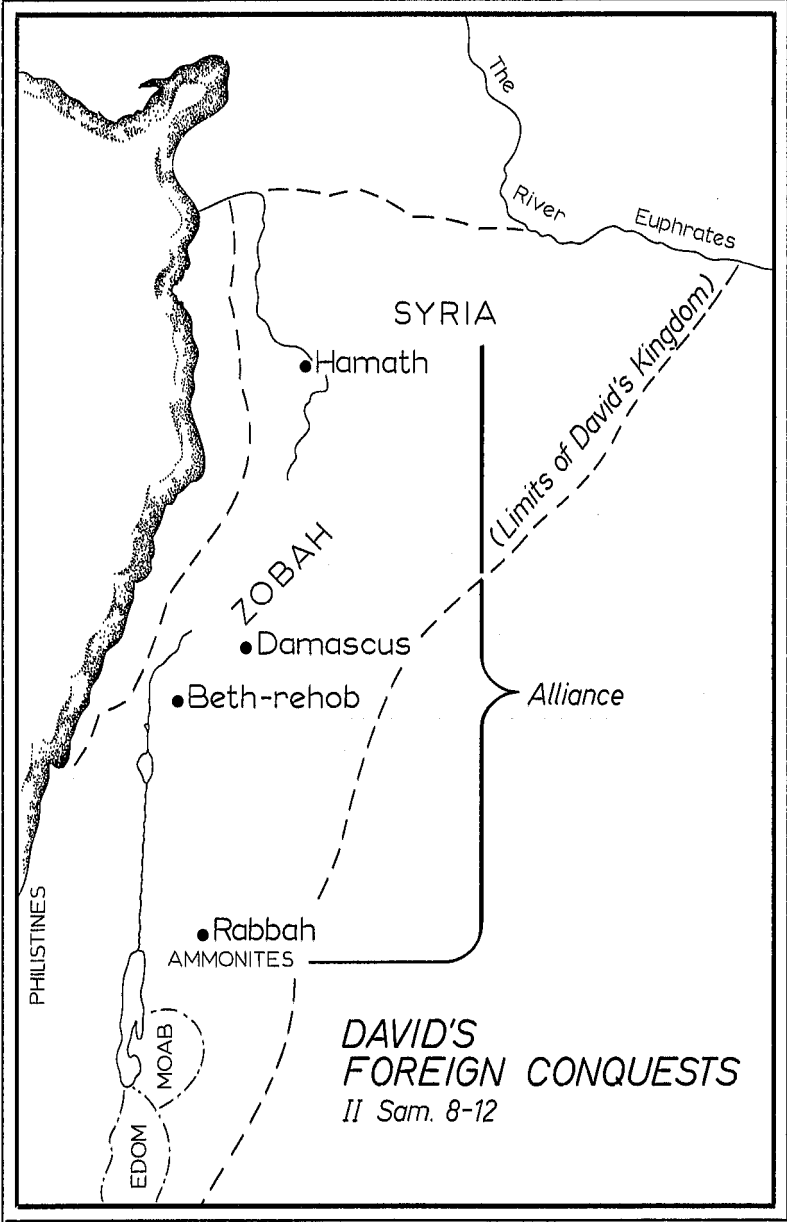 The
River
Euphrates
SYRIA
(Limits of David's Kingdom)
Hamath
ZOBAH
Damascus
Beth-rehob
Alliance
PHILISTINES
Rabbah
AMMONITES
MOAB
EDOM
DAVID'S
FOREIGN CONQUESTS
II Sam. 8-12